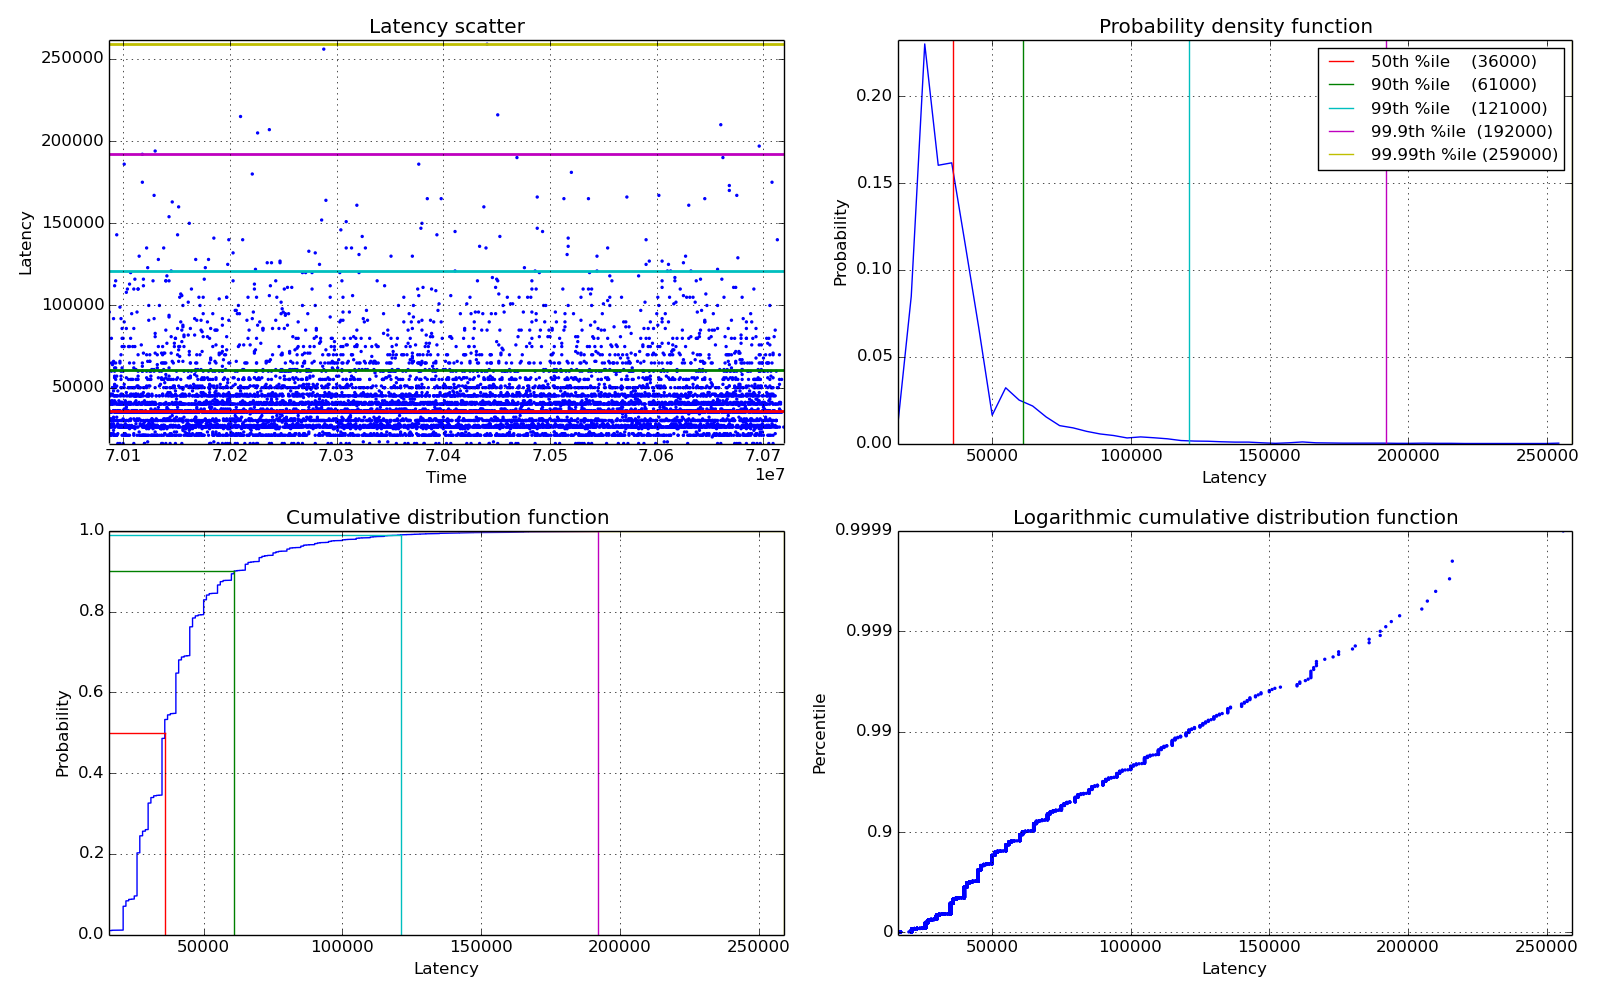 Latency scatter
250000
200000
150000
100000
50000
Latency
7.01 7.02 7.03 7.04 7.05 7.06 7.07
1e7
Time
Probability density function
50th %ile (36000)
90th %ile (61000)
99th %ile (121000)
99.9th %ile (192000)
99.99th %ile (259000)
0.20
0.15
0.10
0.05
0.00
Probability
50000 100000 150000 200000 250000
Latency
Cumulative distribution function
1.0
0.8
0.6
0.4
0.2
0.0
Probability
50000 100000 150000 200000 250000
Latency
Logarithmic cumulative distribution function
0.9999
0.999
0.99
0.9
0
Percentile
50000 100000 150000 200000 250000
Latency